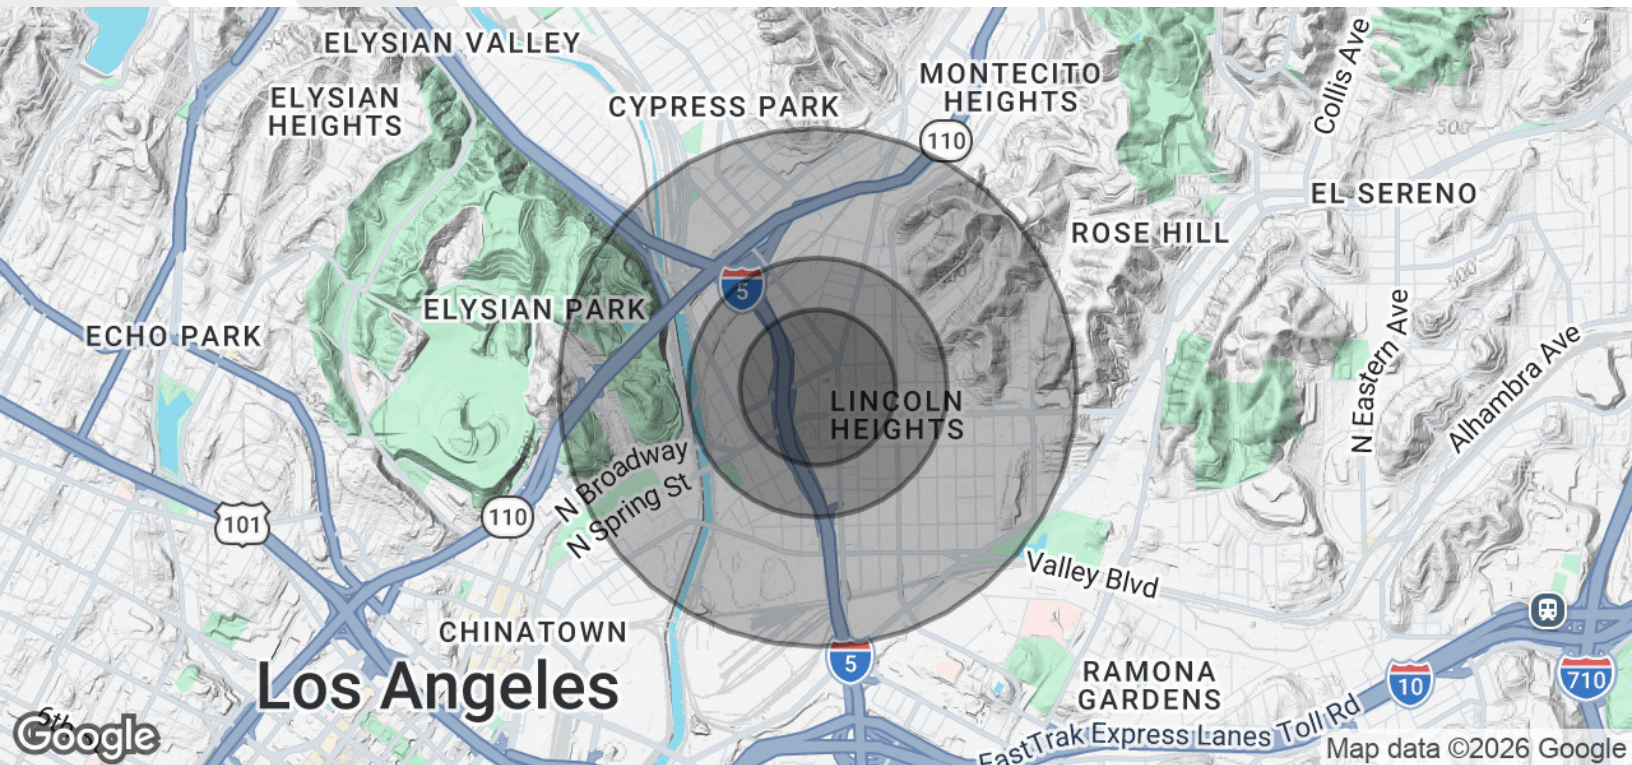 ELYSIAN VALLEY
ELYSIAN
HEIGHTS
CYPRESS PARK
MONTECITO
HEIGHTS
Collis Ave
500
110
EL SERENO
ROSE HILL
5
ELYSIAN PARK
ECHO PARK
N Eastern Ave
Alhambra Ave
LINCOLN
HEIGHTS
N Broadway
N Spring St
110
101
Valley Blvd
CHINATOWN
Los Angeles
5
RAMONA
GARDENS
10
710
FastTrak Express Lanes Toll Rd
Google
Map data ©2026 Google